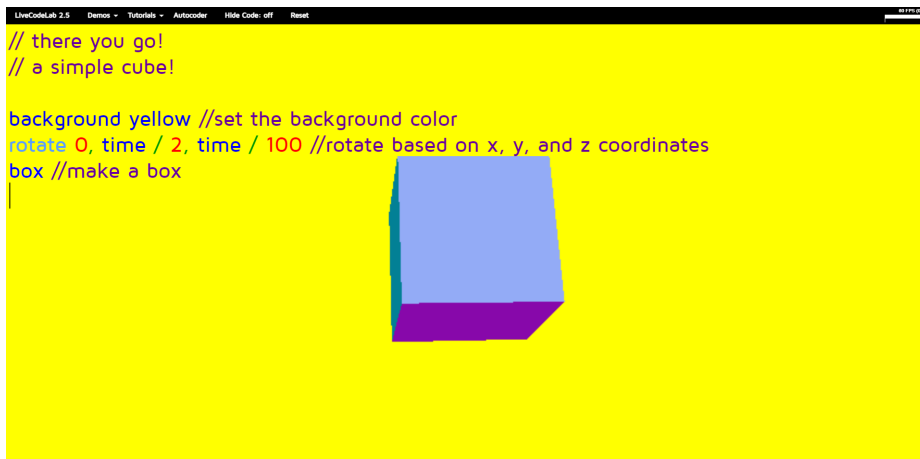 LiveCodeLab 2.5 Demos Tutorials Autocoder Hide Code: off Reset
// there you go!
// a simple cube!
background yellow //set the background color
rotate 0, time / 2, time / 100 //rotate based on x, y, and z coordinates
box //make a box